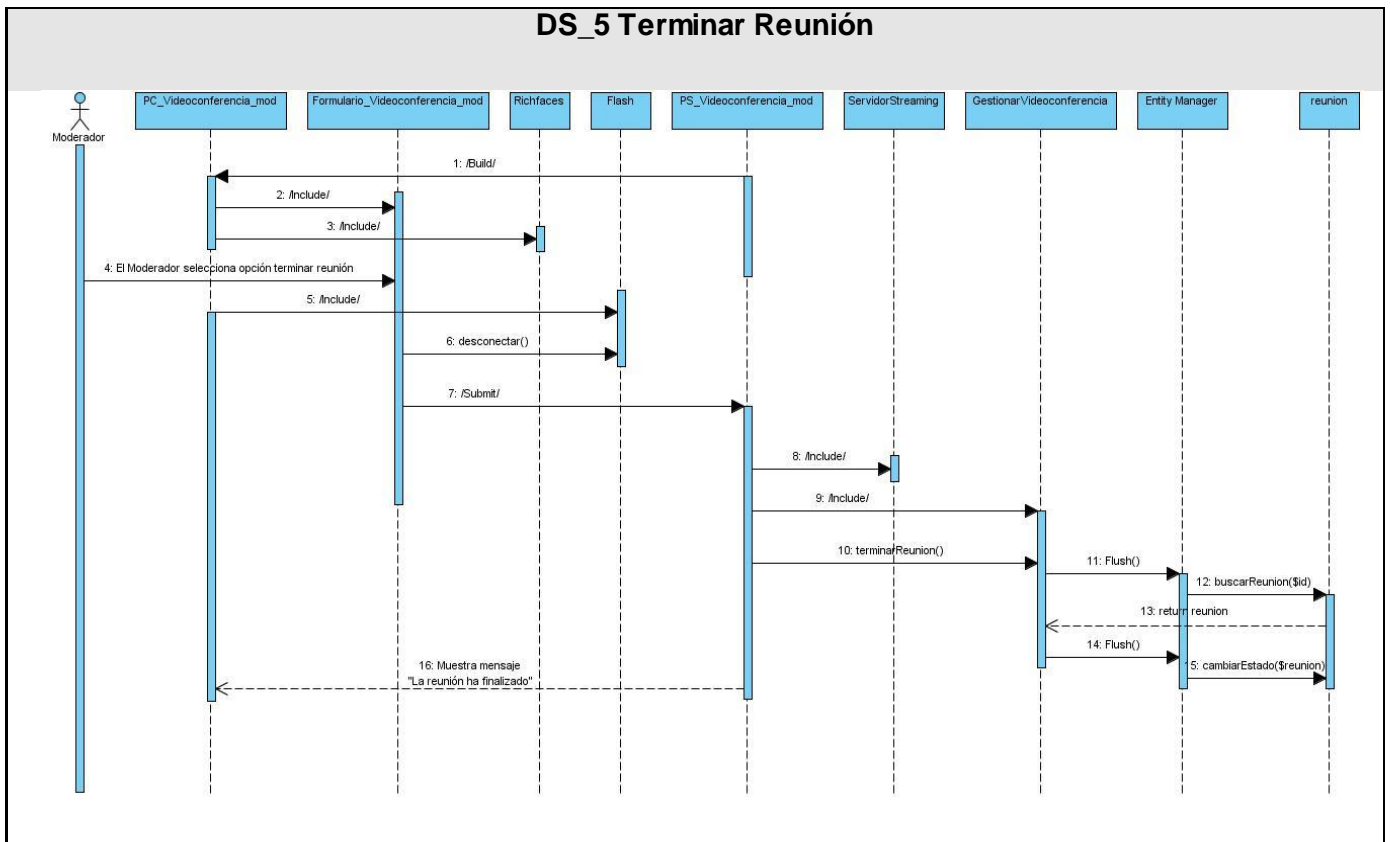 DS_5 Terminar Reunión
Moderador
PC_Videoconferencia_mod
Formulario_Videoconferencia_mod
Richfaces
Flash
PS_Videoconferencia_mod
ServidorStreaming
GestionarVideoconferencia
Entity Manager
reunion
1: /Build/
2: /Include/
3: /Include/
4: El Moderador selecciona opción terminar reunión
5: /Include/
6: desconectar()
7: /Submit/
8: /Include/
9: /Include/
10: terminarReunion()
11: Flush()
12: buscarReunion($id)
13: return reunion
14: Flush()
15: cambiarEstado($reunion)
16: Muestra mensaje
"La reunión ha finalizado"